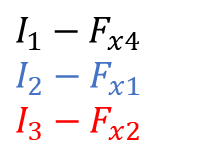 I₁ − Fₓ₄
I₂ − Fₓ₁
I₃ − Fₓ₂